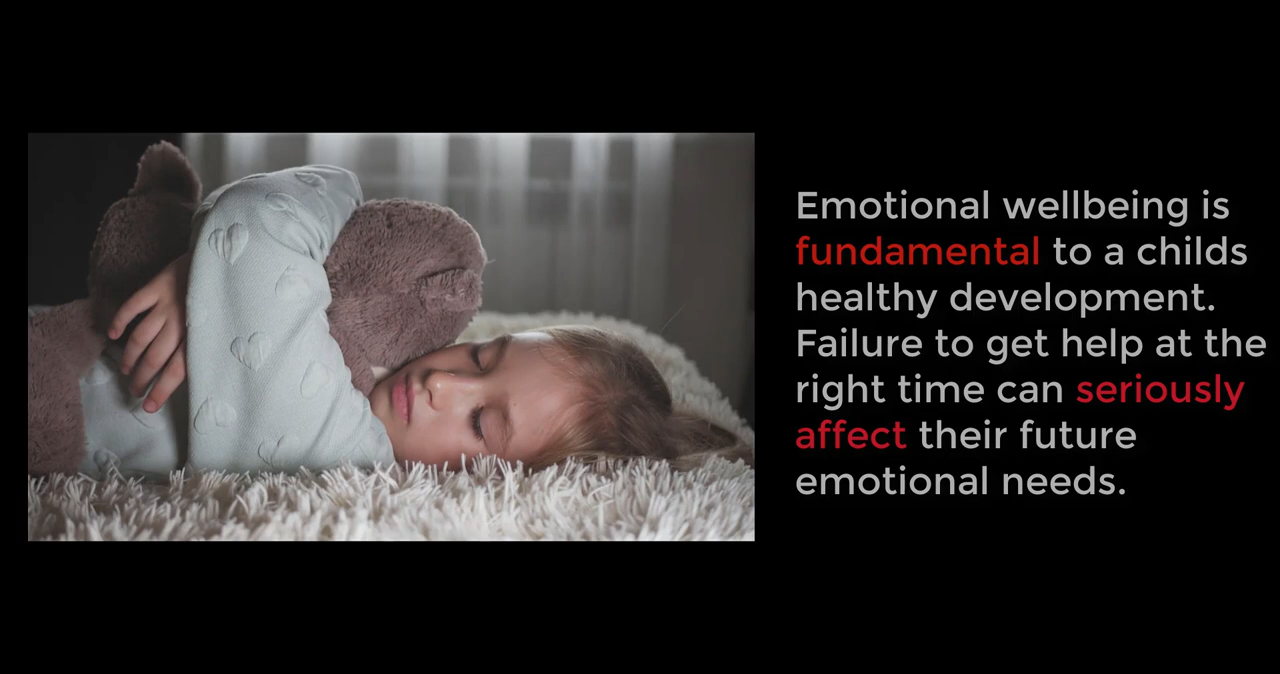 Emotional wellbeing is
fundamental to a childs
healthy development.
Failure to get help at the
right time can seriously
affect their future
emotional needs.